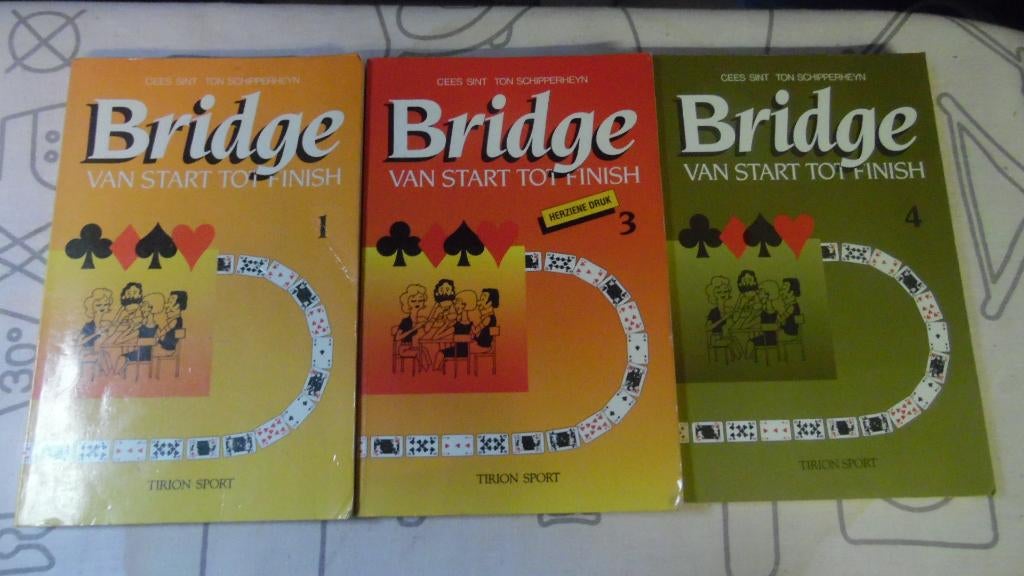 CEES SINT TON SCHIPPERHEYN
Bridge
VAN START TOT FINISH
1
TIRION SPORT
CEES SINT TON SCHIPPERHEYN
Bridge
VAN START TOT FINISH
HERZIENE DRUK
3
TIRION SPORT
CEES SINT TON SCHIPPERHEYN
Bridge
VAN START TOT FINISH
4
TIRION SPORT
130°